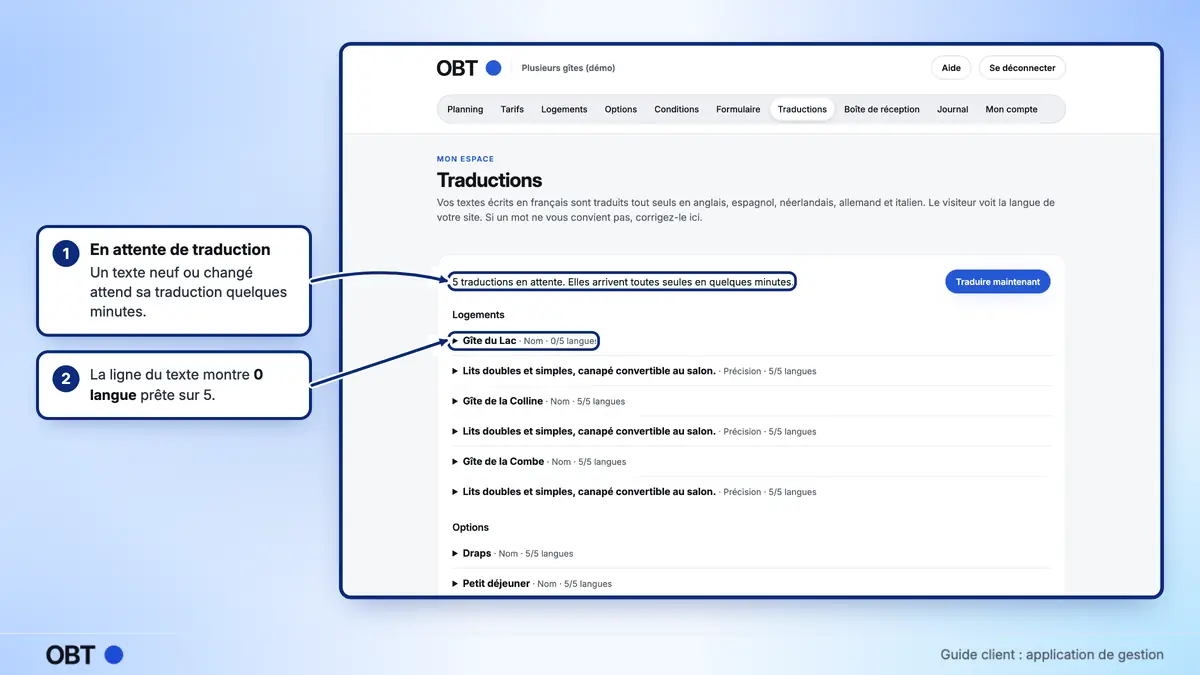 OBT
Plusieurs gîtes (démo)
Aide
Se déconnecter
Planning
Tarifs
Logements
Options
Conditions
Formulaire
Traductions
Boîte de réception
Journal
Mon compte
MON ESPACE
Traductions
Vos textes écrits en français sont traduits tout seuls en anglais, espagnol, néerlandais, allemand et italien. Le visiteur voit la langue de
votre site. Si un mot ne vous convient pas, corrigez-le ici.
1
En attente de traduction
Un texte neuf ou changé
attend sa traduction quelques
minutes.
2
La ligne du texte montre 0
langue prête sur 5.
5 traductions en attente. Elles arrivent toutes seules en quelques minutes.
Traduire maintenant
Logements
Gîte du Lac · Nom · 0/5 langues
Lits doubles et simples, canapé convertible au salon. · Précision · 5/5 langues
Gîte de la Colline · Nom · 5/5 langues
Lits doubles et simples, canapé convertible au salon. · Précision · 5/5 langues
Gîte de la Combe · Nom · 5/5 langues
Lits doubles et simples, canapé convertible au salon. · Précision · 5/5 langues
Options
Draps · Nom · 5/5 langues
Petit déjeuner · Nom · 5/5 langues
OBT
Guide client : application de gestion